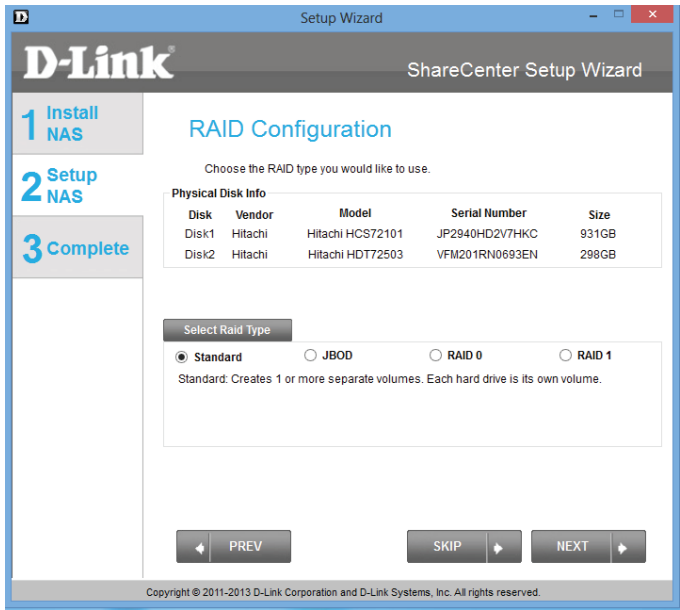 Setup Wizard
D-Link®
ShareCenter Setup Wizard
1 Install NAS
2 Setup NAS
3 Complete
RAID Configuration
Choose the RAID type you would like to use.
Physical Disk Info
Disk Vendor Model Serial Number Size
Disk1 Hitachi Hitachi HCS72101 JP2940HD2V7HKC 931GB
Disk2 Hitachi Hitachi HDT72503 VFM201RN0693EN 298GB
Select Raid Type
Standard JBOD RAID 0 RAID 1
Standard: Creates 1 or more separate volumes. Each hard drive is its own volume.
PREV SKIP NEXT
Copyright © 2011-2013 D-Link Corporation and D-Link Systems, Inc. All rights reserved.